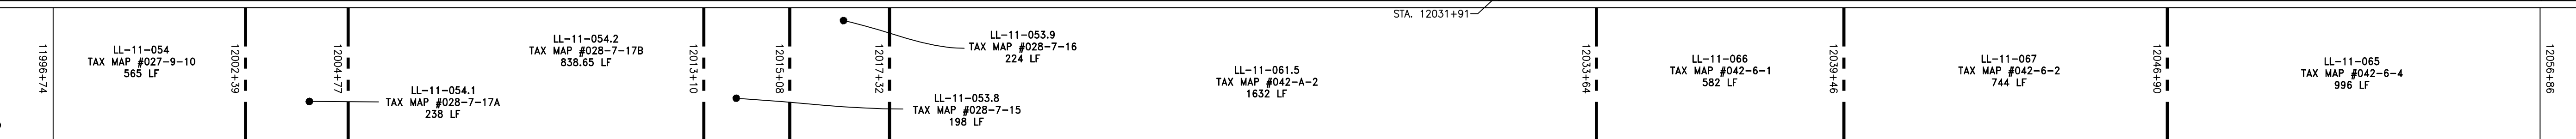 11996+74
LL-11-054
TAX MAP #027-9-10
565 LF
12002+39
LL-11-054.1
TAX MAP #028-7-17A
238 LF
12004+77
LL-11-054.2
TAX MAP #028-7-17B
838.65 LF
12013+10
LL-11-053.8
TAX MAP #028-7-15
198 LF
12015+08
LL-11-053.9
TAX MAP #028-7-16
224 LF
12017+32
LL-11-061.5
TAX MAP #042-A-2
1632 LF
STA. 12031+91
12033+64
LL-11-066
TAX MAP #042-6-1
582 LF
12039+46
LL-11-067
TAX MAP #042-6-2
744 LF
12046+90
LL-11-065
TAX MAP #042-6-4
996 LF
12056+86